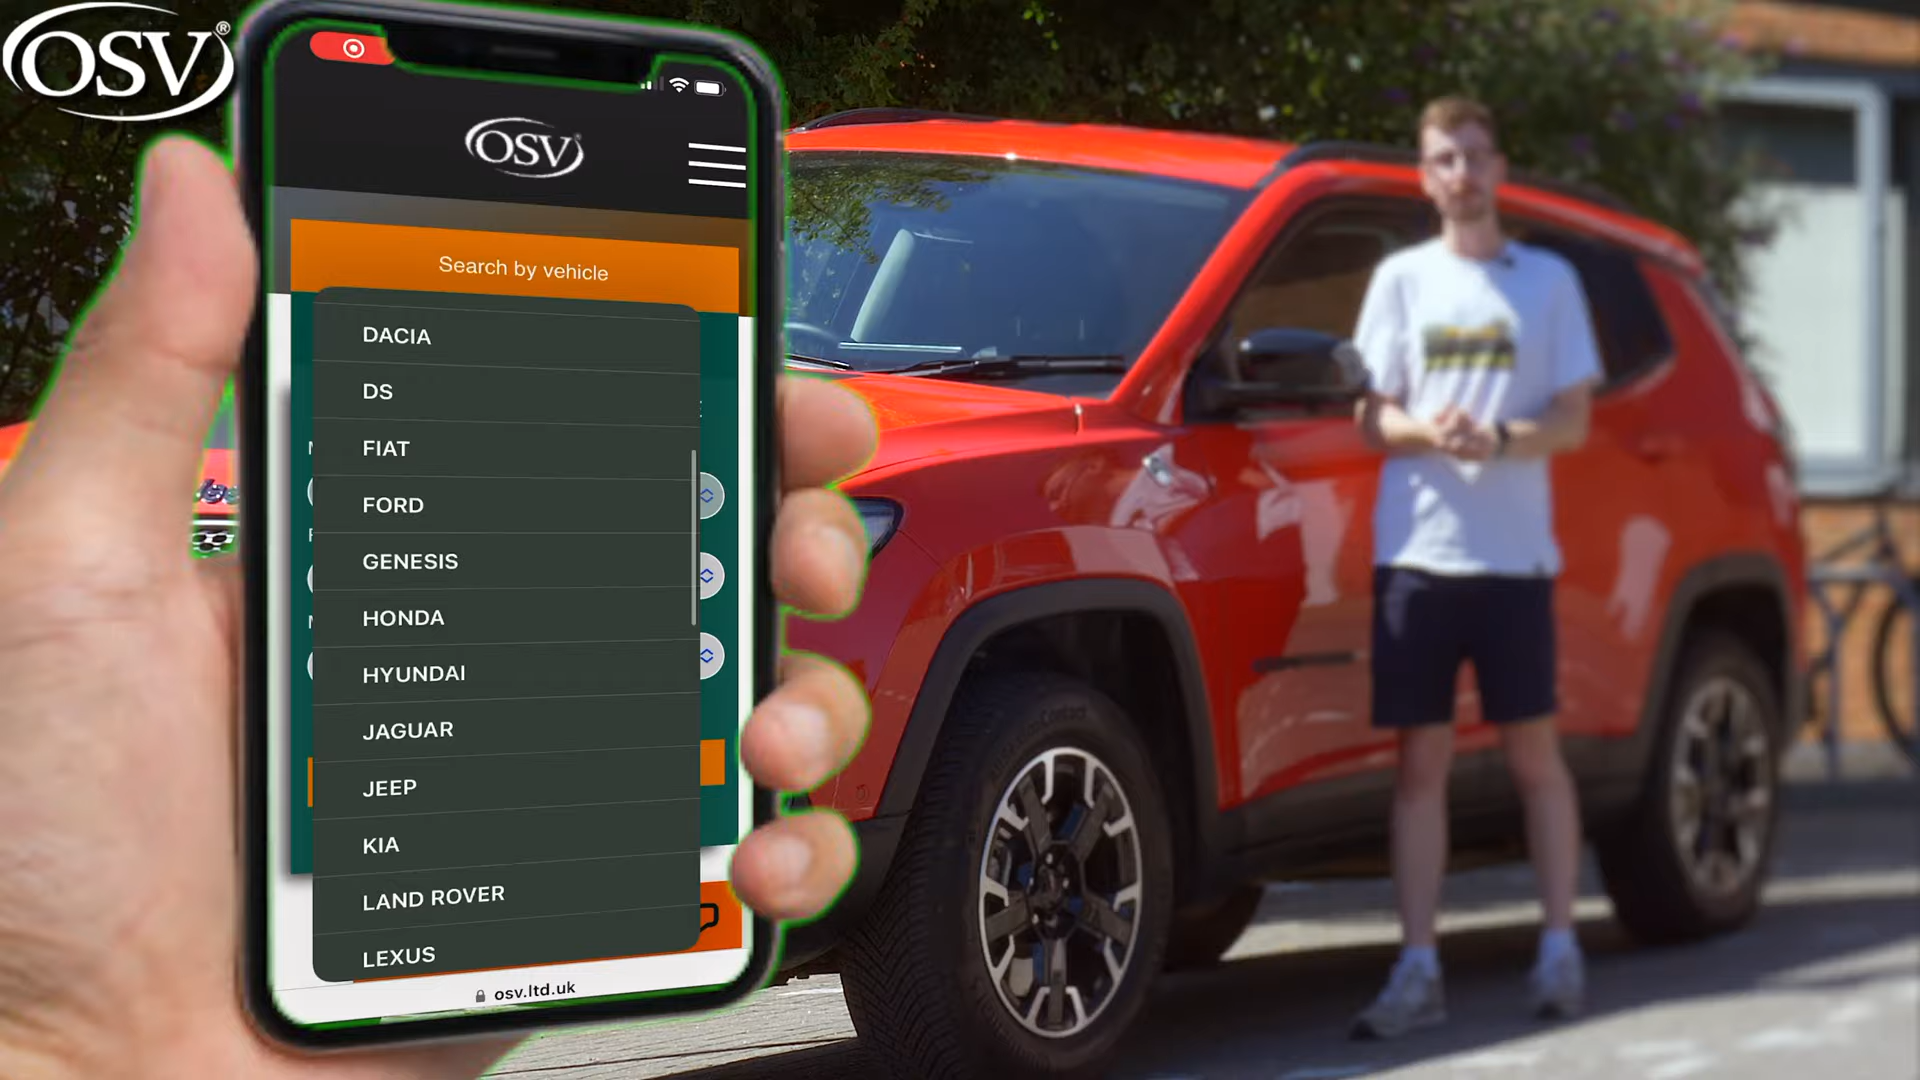 OSV®
OSV®
Search by vehicle
DACIA
DS
FIAT
FORD
GENESIS
HONDA
HYUNDAI
JAGUAR
JEEP
KIA
LAND ROVER
LEXUS
osv.ltd.uk